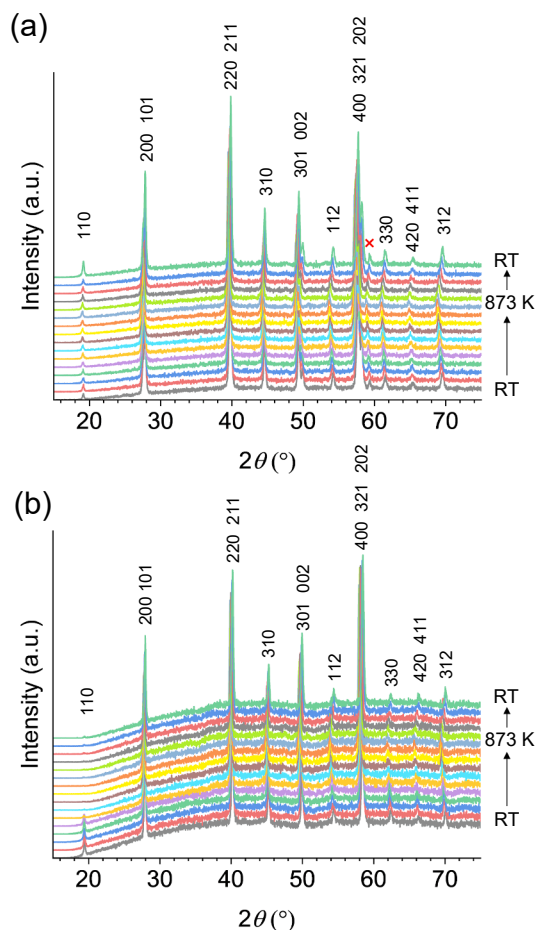 (a)
Intensity (a.u.)
110
200 101
220 211
310
301 002
112
400 321 202
×
330
420 411
312
RT
873 K
RT
20 30 40 50 60 70
2θ (°)
(b)
Intensity (a.u.)
110
200 101
220 211
310
301 002
112
400 321 202
330
420 411
312
RT
873 K
RT
20 30 40 50 60 70
2θ (°)